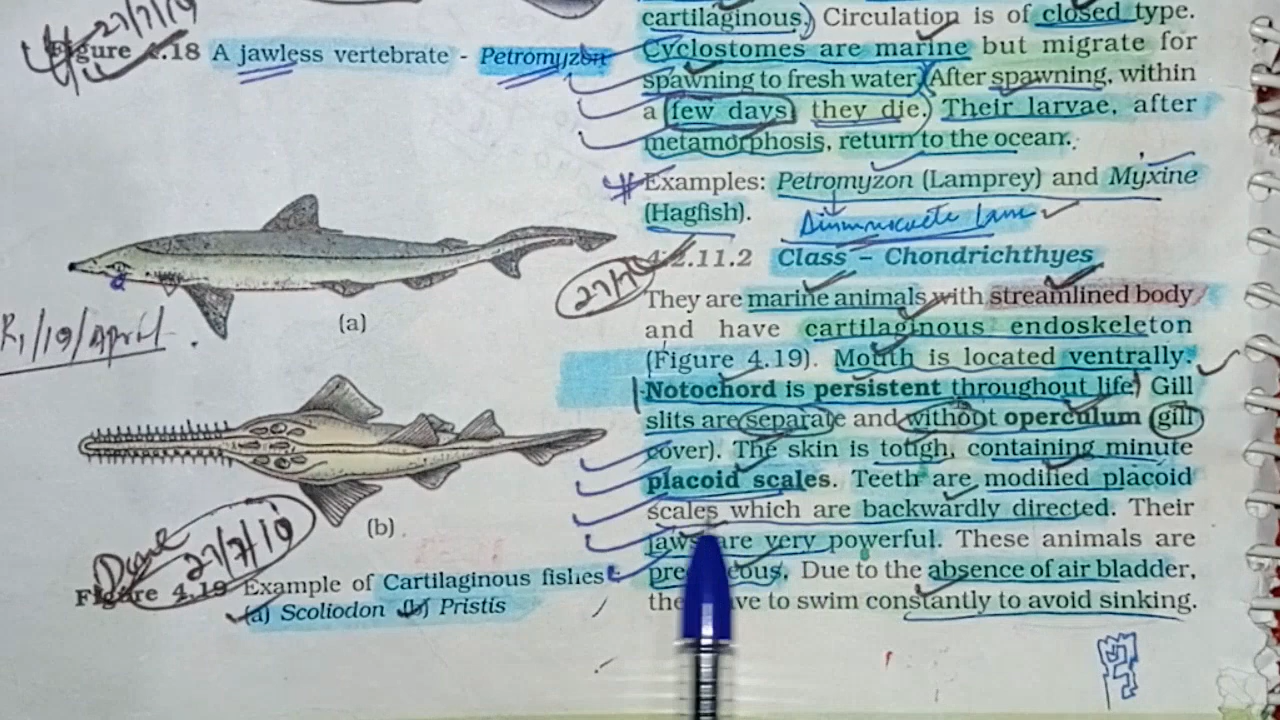 27/7/19
Figure 4.18 A jawless vertebrate - Petromyzon
(a)
R1/19/April.
(b)
Done 27/7/19
Figure 4.19 Example of Cartilaginous fishes
(a) Scoliodon (b) Pristis
cartilaginous. Circulation is of closed type.
Cyclostomes are marine but migrate for
spawning to fresh water. After spawning, within
a few days, they die. Their larvae, after
metamorphosis, return to the ocean.
Examples: Petromyzon (Lamprey) and Myxine
(Hagfish).
4.2.11.2 Class – Chondrichthyes
27/7
They are marine animals with streamlined body
and have cartilaginous endoskeleton
(Figure 4.19). Mouth is located ventrally.
Notochord is persistent throughout life. Gill
slits are separate and without operculum (gill
cover). The skin is tough, containing minute
placoid scales. Teeth are modified placoid
scales which are backwardly directed. Their
jaws are very powerful. These animals are
Due to the absence of air bladder,
to swim constantly to avoid sinking.